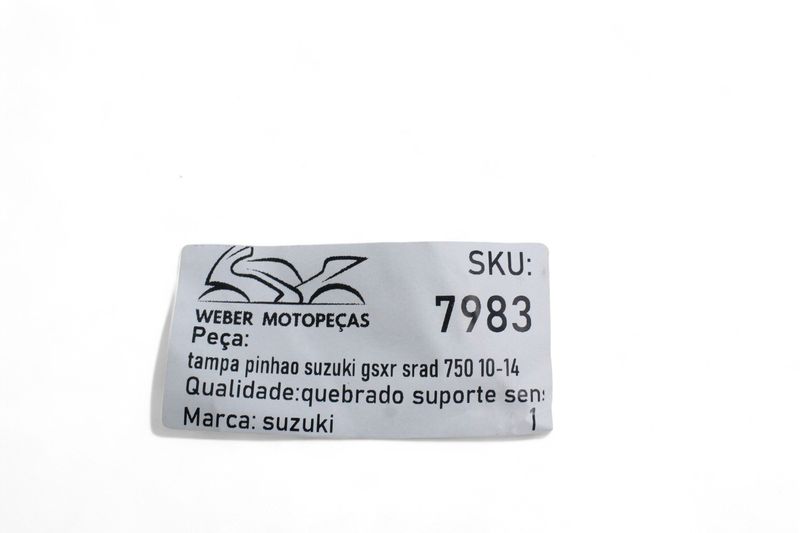 SKU:
7983
WEBER MOTOPEÇAS
Peça:
tampa pinhao suzuki gsxr srad 750 10-14
Qualidade:quebrado suporte sens
Marca: suzuki 1